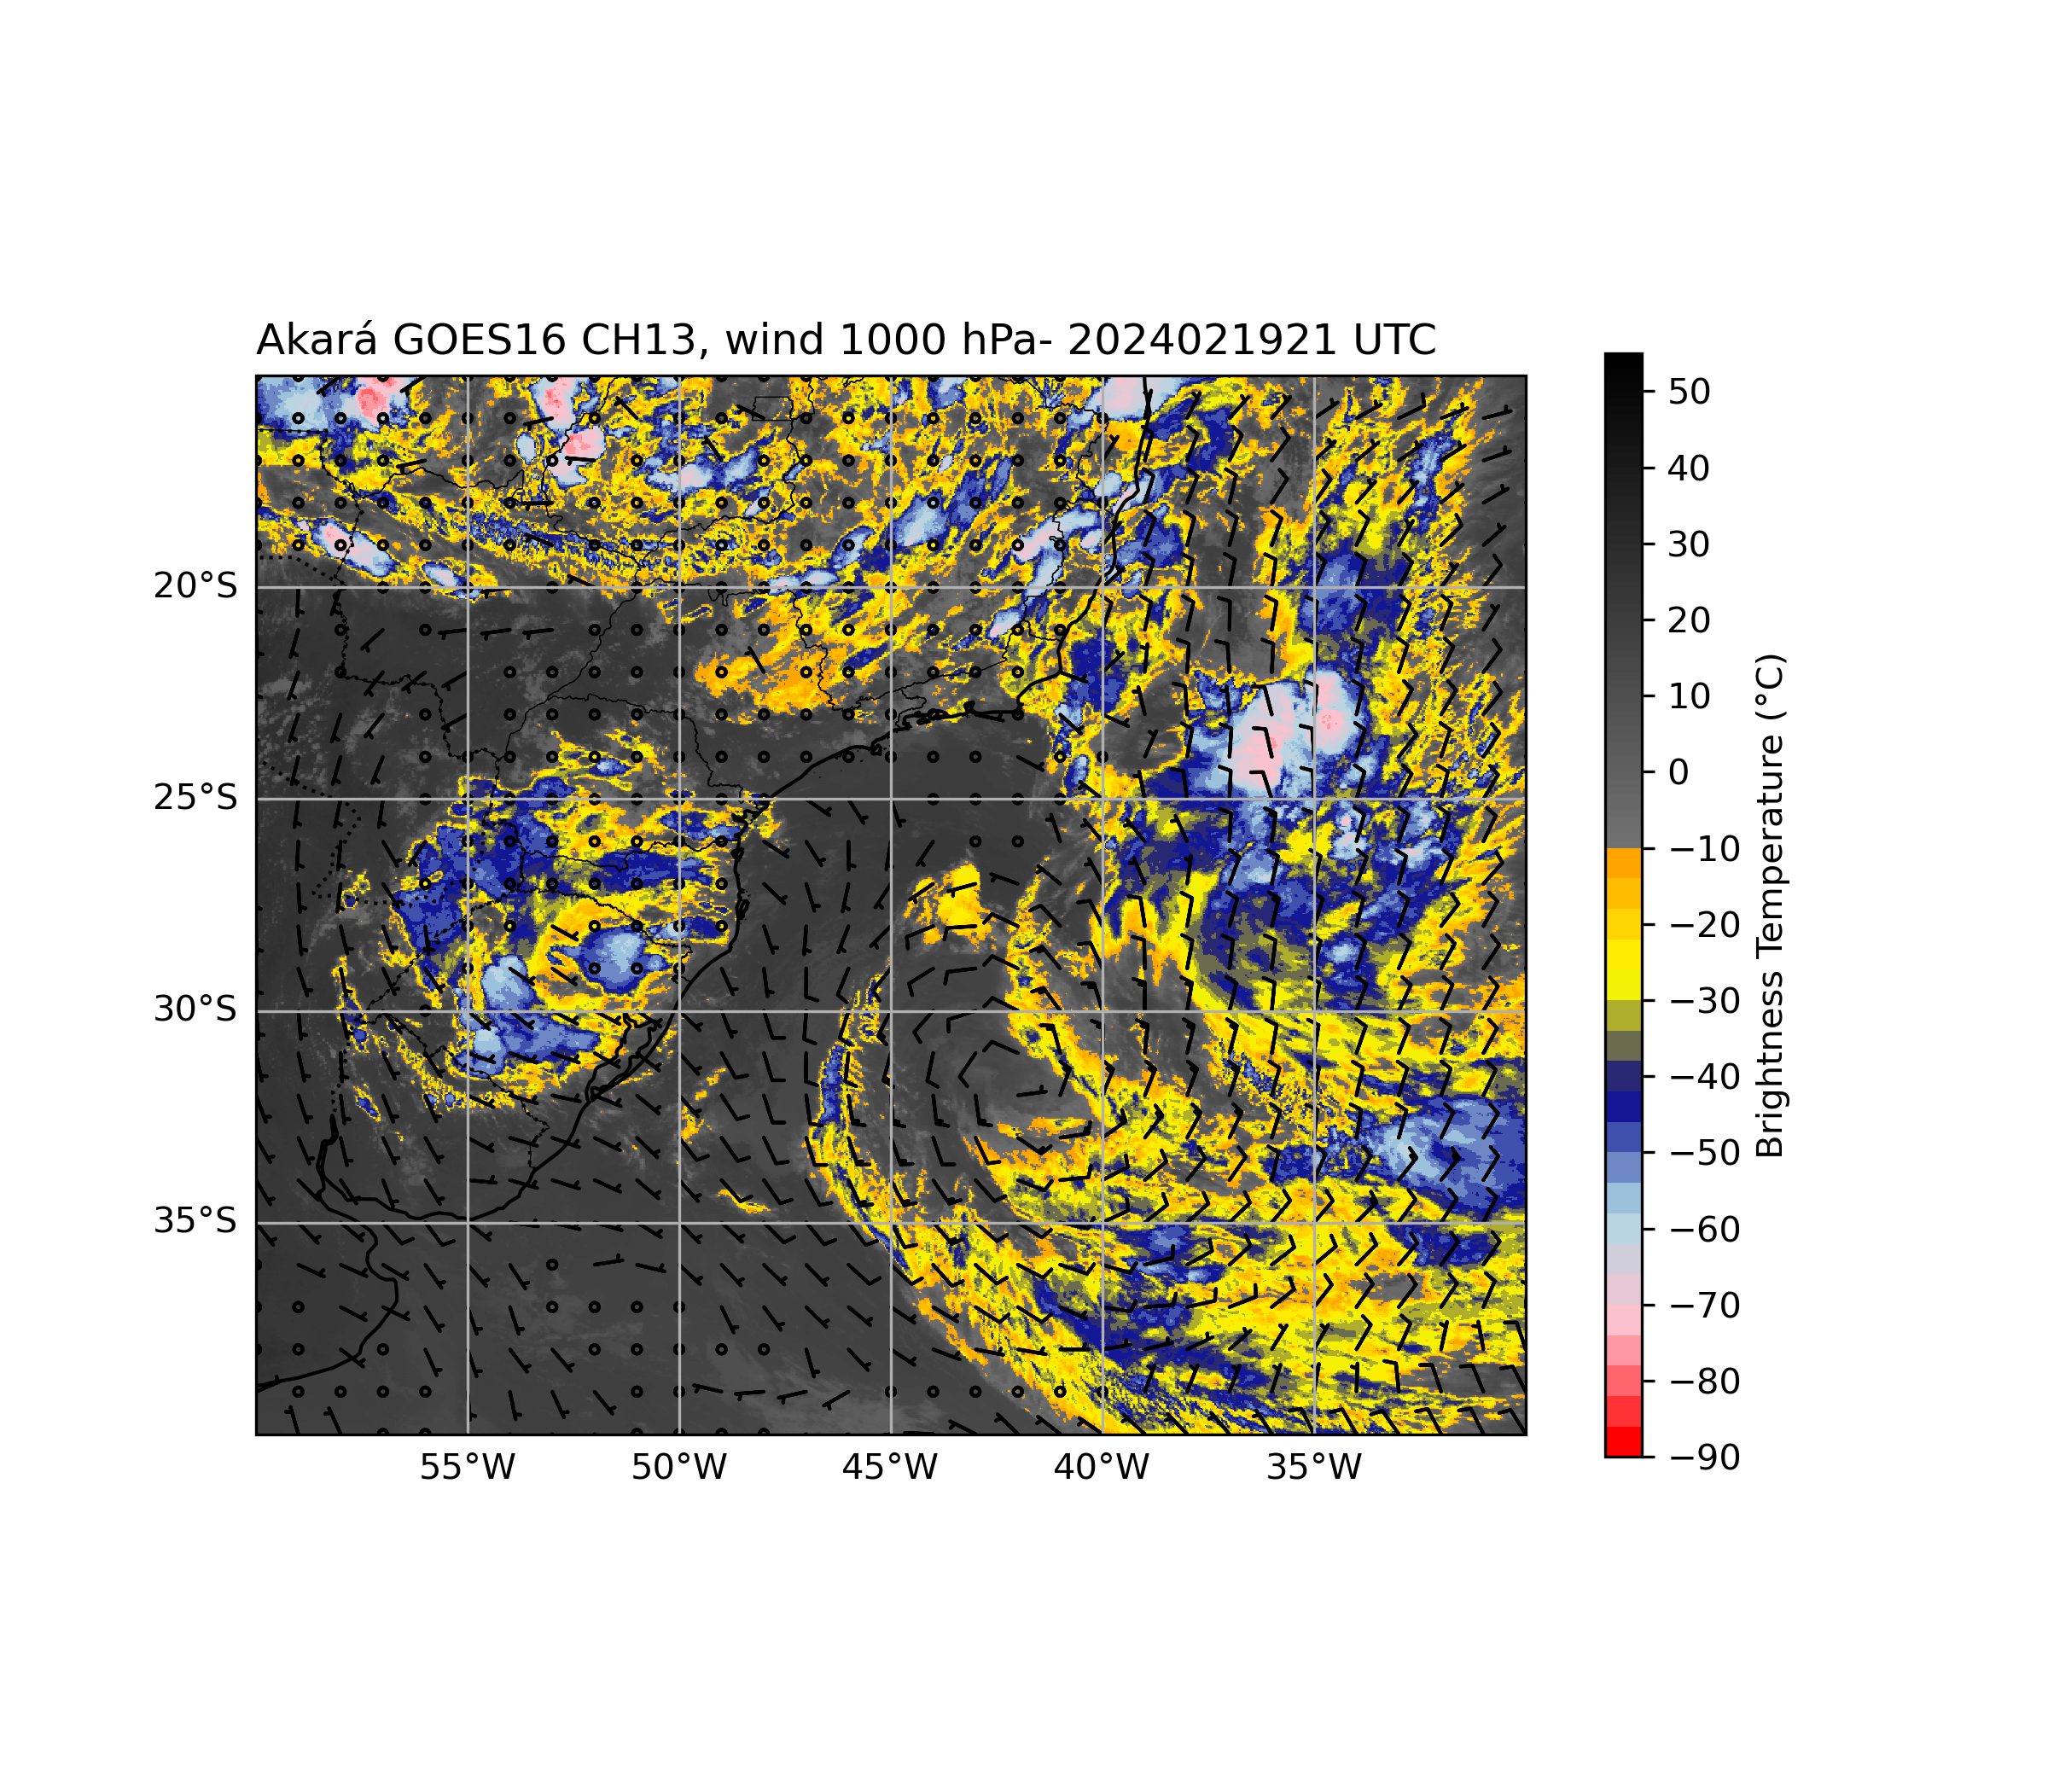 Akará GOES16 CH13, wind 1000 hPa- 2024021921 UTC
20°S
25°S
30°S
35°S
55°W
50°W
45°W
40°W
35°W
50
40
30
20
10
0
−10
−20
−30
−40
−50
−60
−70
−80
−90
Brightness Temperature (°C)